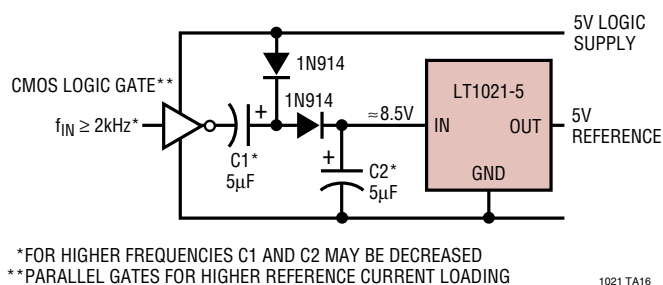 5V LOGIC
SUPPLY
1N914
CMOS LOGIC GATE**
1N914
LT1021-5
fIN ≥ 2kHz*
+
≈8.5V
IN
OUT
5V
REFERENCE
C1*
5µF
+
C2*
5µF
GND
*FOR HIGHER FREQUENCIES C1 AND C2 MAY BE DECREASED
**PARALLEL GATES FOR HIGHER REFERENCE CURRENT LOADING
1021 TA16